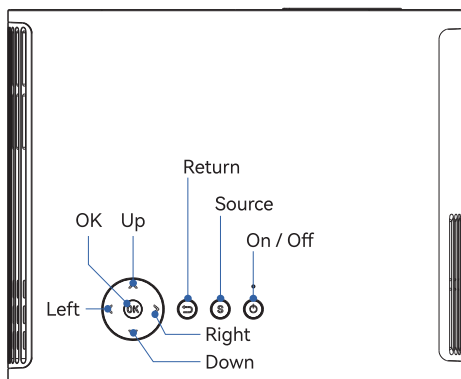 Return
Source
OK Up
On / Off
Left
OK
S
Right
Down